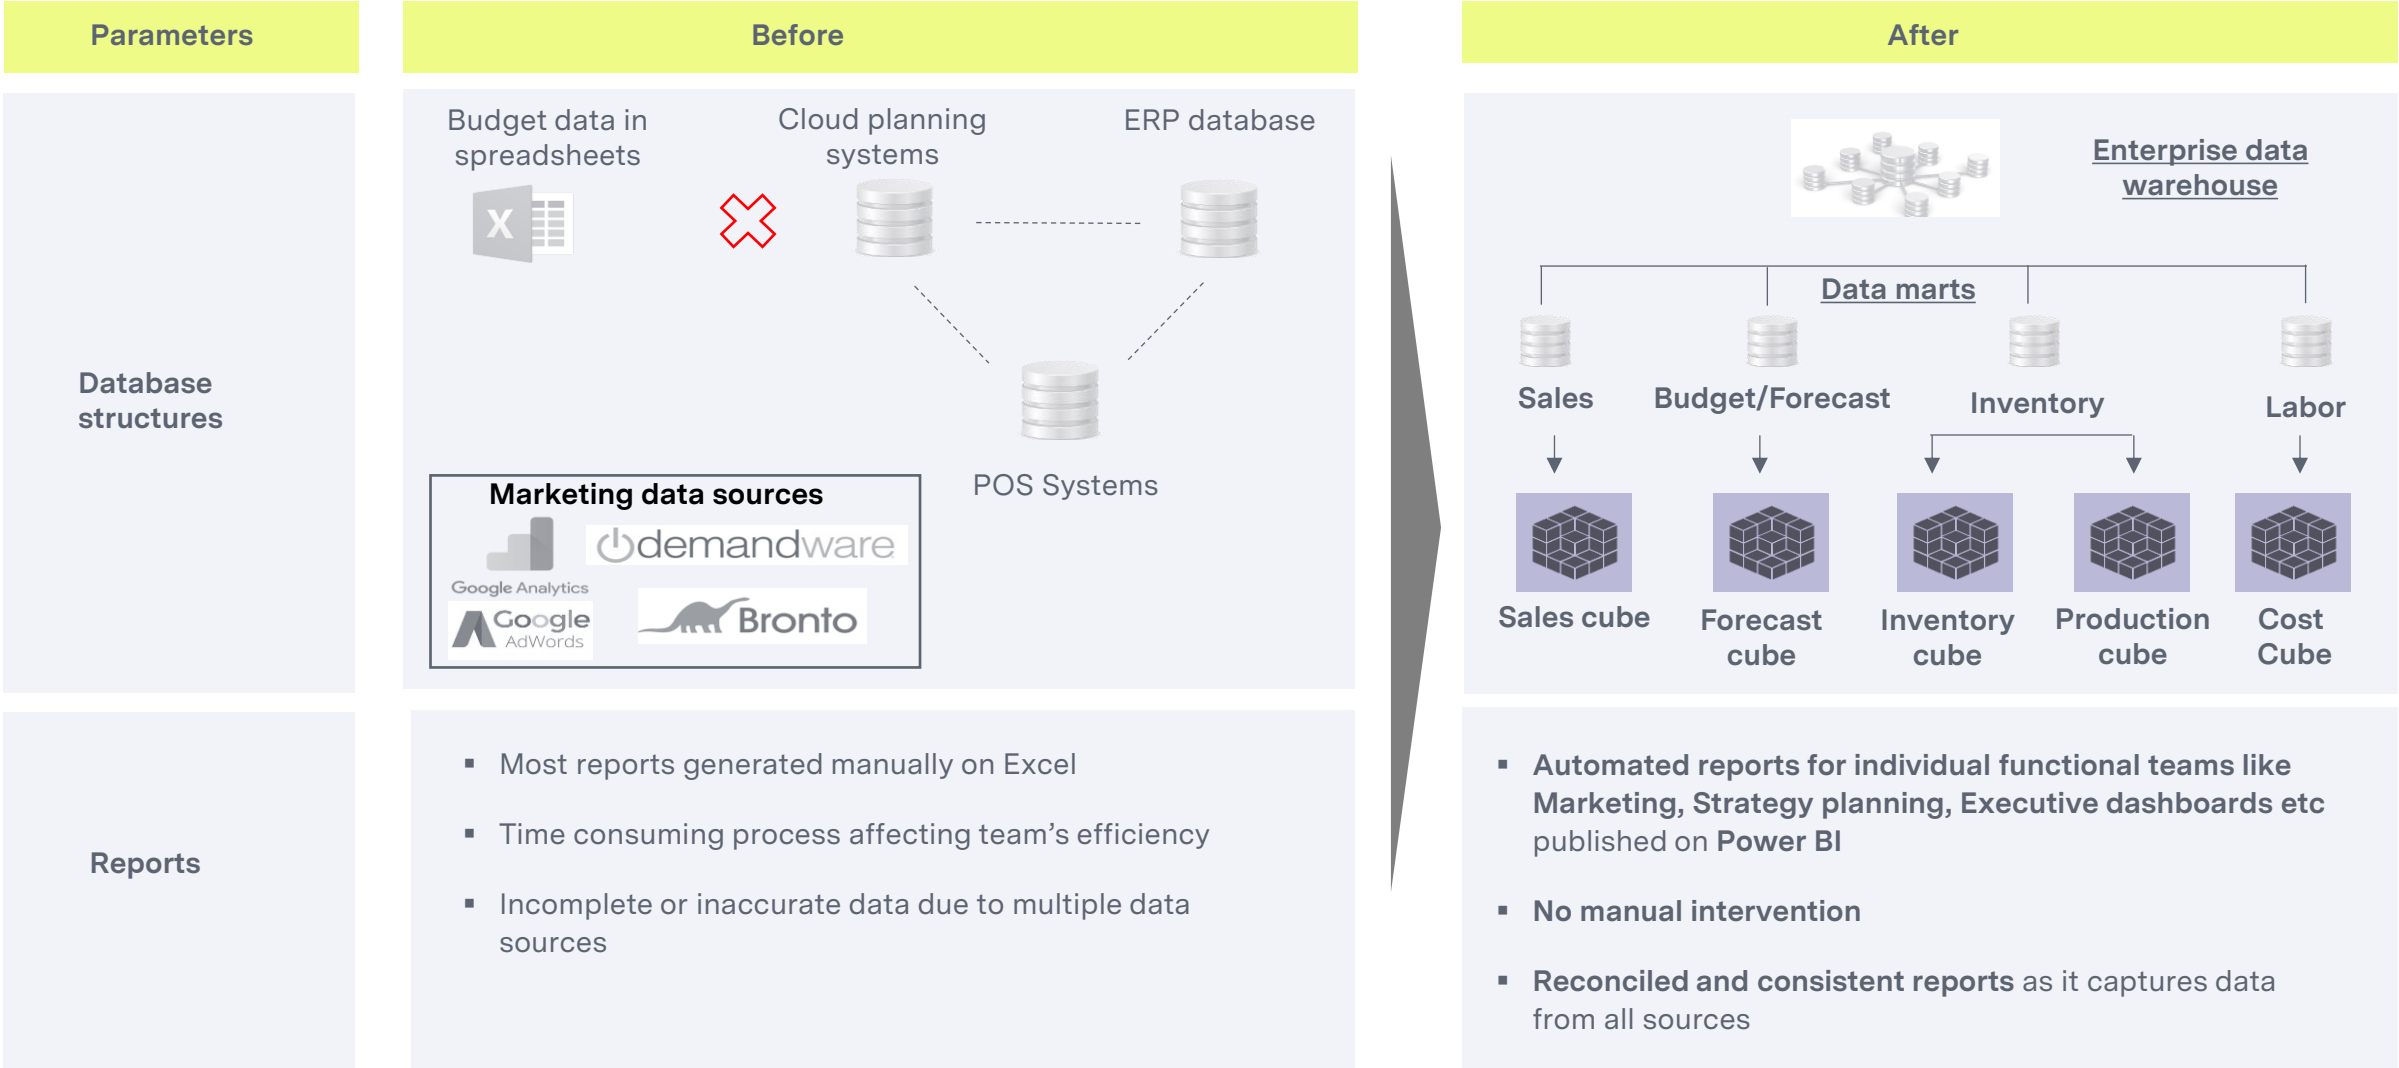 Parameters
Before
After
Database
structures
Budget data in
spreadsheets
X
Cloud planning
systems
ERP database
POS Systems
Marketing data sources
Google Analytics
demandware
Google
AdWords
Bronto
Enterprise data
warehouse
Data marts
Sales
Budget/Forecast
Inventory
Labor
Sales cube
Forecast
cube
Inventory
cube
Production
cube
Cost
Cube
Reports
▪ Most reports generated manually on Excel
▪ Time consuming process affecting team’s efficiency
▪ Incomplete or inaccurate data due to multiple data
sources
▪ Automated reports for individual functional teams like
Marketing, Strategy planning, Executive dashboards etc
published on Power BI
▪ No manual intervention
▪ Reconciled and consistent reports as it captures data
from all sources